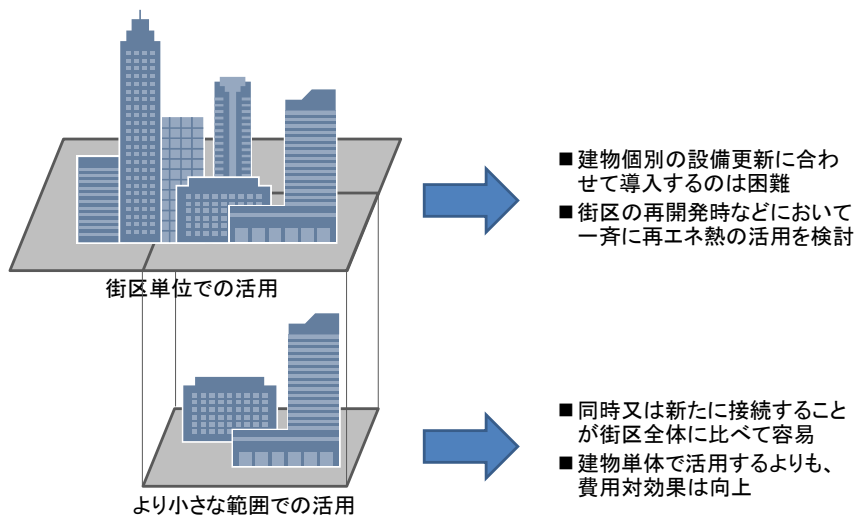 ■ 建物個別の設備更新に合わ
せて導入するのは困難
■ 街区の再開発時などにおいて
一斉に再エネ熱の活用を検討
街区単位での活用
■ 同時又は新たに接続すること
が街区全体に比べて容易
■ 建物単体で活用するよりも、
費用対効果は向上
より小さな範囲での活用